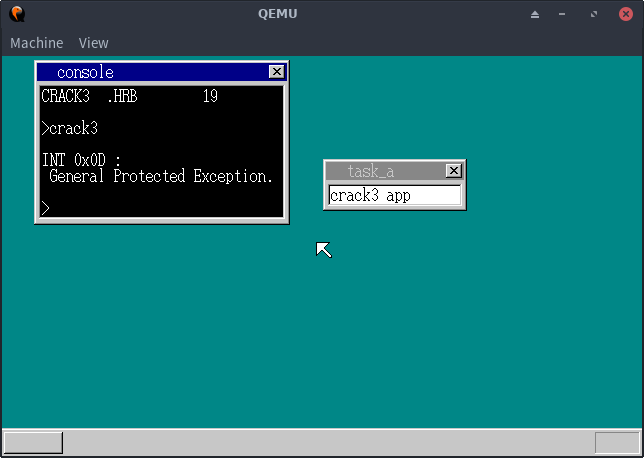 QEMU
Machine View
console
CRACK3 .HRB 19
>crack3
INT 0x0D :
General Protected Exception.
>
task_a
crack3 app